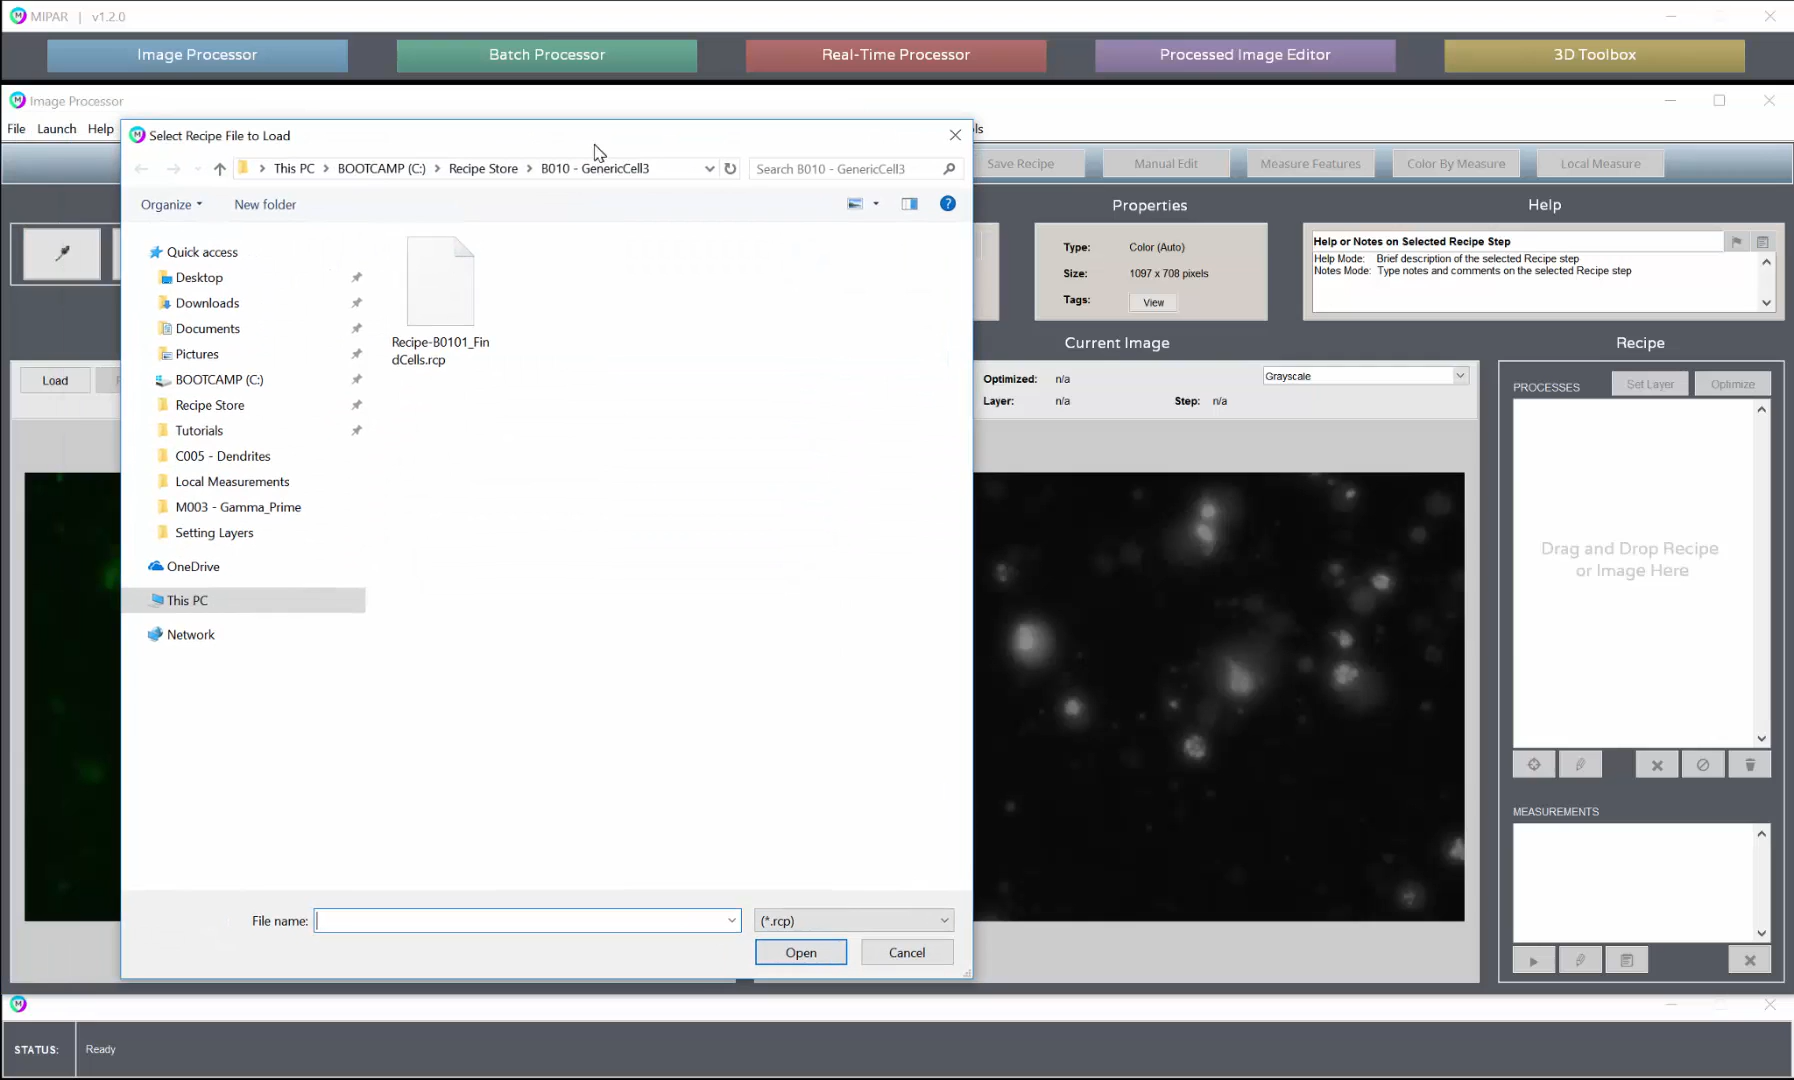 MIPAR | v1.2.0
Image Processor
Batch Processor
Real-Time Processor
Processed Image Editor
3D Toolbox
Image Processor
File Launch Help
ls
Select Recipe File to Load
This PC > BOOTCAMP (C:) > Recipe Store > B010 - GenericCell3
Search B010 - GenericCell3
Organize
New folder
Quick access
Desktop
Downloads
Documents
Pictures
BOOTCAMP (C:)
Recipe Store
Tutorials
C005 - Dendrites
Local Measurements
M003 - Gamma_Prime
Setting Layers
OneDrive
This PC
Network
Recipe-B0101_Fin
dCells.rcp
File name:
(*.rcp)
Open
Cancel
Load
Save Recipe
Manual Edit
Measure Features
Color By Measure
Local Measure
Properties
Type: Color (Auto)
Size: 1097 x 708 pixels
Tags: View
Help
Help or Notes on Selected Recipe Step
Help Mode: Brief description of the selected Recipe step
Notes Mode: Type notes and comments on the selected Recipe step
Current Image
Optimized: n/a
Layer: n/a
Step: n/a
Grayscale
Recipe
PROCESSES
Set Layer
Optimize
Drag and Drop Recipe
or Image Here
MEASUREMENTS
STATUS: Ready